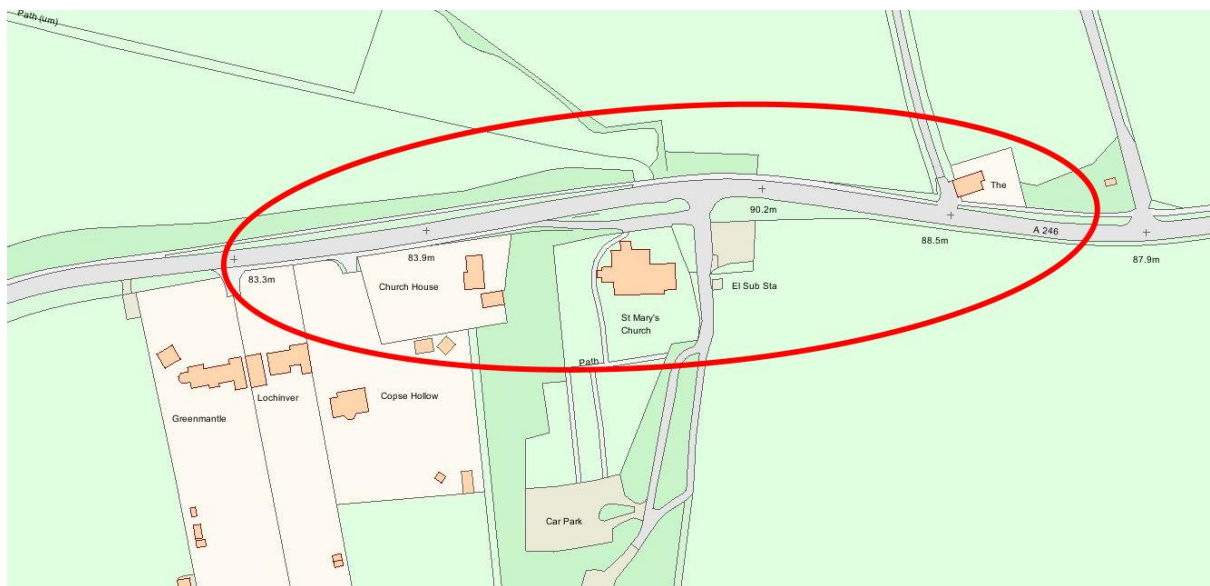 Path (um)
The
90.2m
A 246
88.5m
83.9m
87.9m
83.3m
Church House
El Sub Sta
St Mary's
Church
Path
Copse Hollow
Lochinver
Greenmantle
Car Park